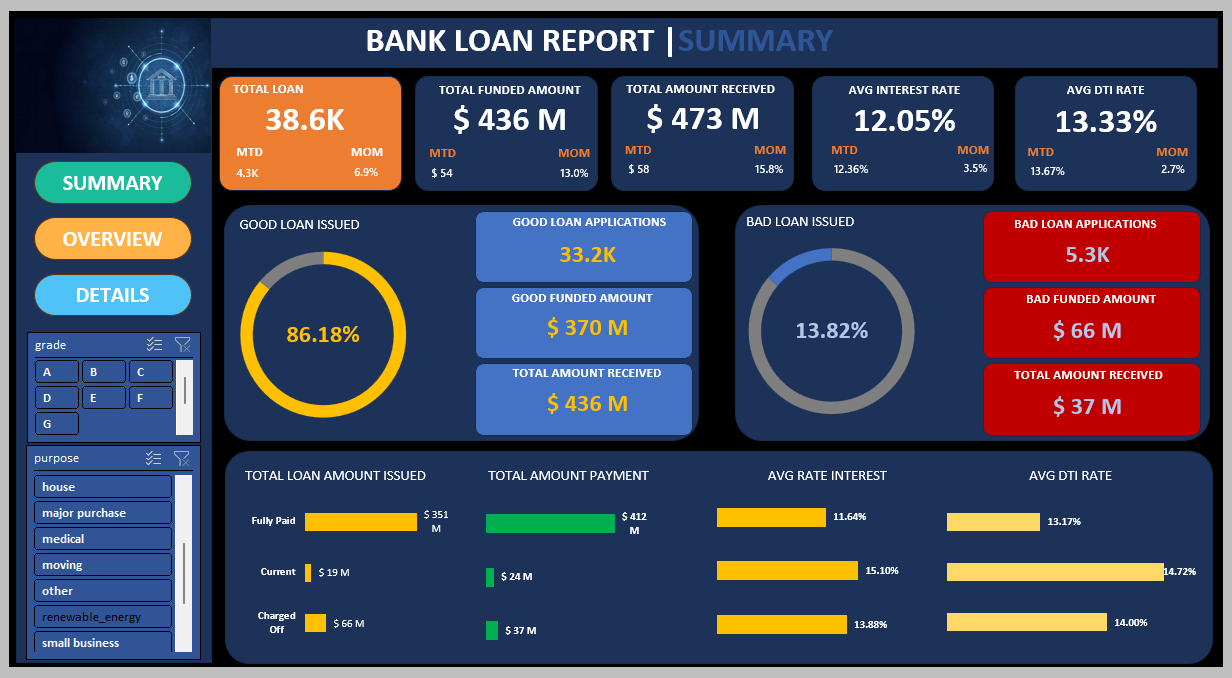 BANK LOAN REPORT | SUMMARY
TOTAL LOAN
38.6K
MTD MOM
4.3K 6.9%
TOTAL FUNDED AMOUNT
$ 436 M
MTD MOM
$ 54 13.0%
TOTAL AMOUNT RECEIVED
$ 473 M
MTD MOM
$ 58 15.8%
AVG INTEREST RATE
12.05%
MTD MOM
12.36% 3.5%
AVG DTI RATE
13.33%
MTD MOM
13.67% 2.7%
SUMMARY
OVERVIEW
DETAILS
grade
A B C
D E F
G
purpose
house
major purchase
medical
moving
other
renewable_energy
small business
GOOD LOAN ISSUED
86.18%
GOOD LOAN APPLICATIONS
33.2K
GOOD FUNDED AMOUNT
$ 370 M
TOTAL AMOUNT RECEIVED
$ 436 M
BAD LOAN ISSUED
13.82%
BAD LOAN APPLICATIONS
5.3K
BAD FUNDED AMOUNT
$ 66 M
TOTAL AMOUNT RECEIVED
$ 37 M
TOTAL LOAN AMOUNT ISSUED
Fully Paid
$ 351
M
Current
$ 19 M
Charged
Off
$ 66 M
TOTAL AMOUNT PAYMENT
$ 412
M
$ 24 M
$ 37 M
AVG RATE INTEREST
11.64%
15.10%
13.88%
AVG DTI RATE
13.17%
14.72%
14.00%